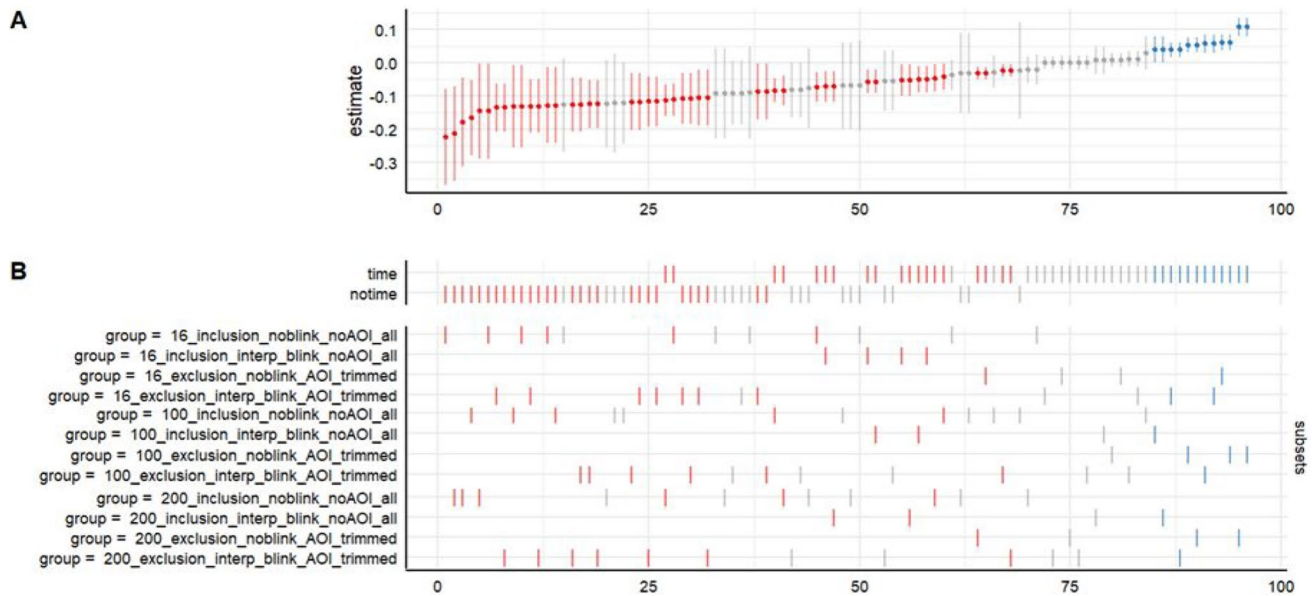 A
estimate
0.1
0.0
-0.1
-0.2
-0.3
0 25 50 75 100
B
time
notime
group = 16_inclusion_noblink_noAOI_all
group = 16_inclusion_interp_blink_noAOI_all
group = 16_exclusion_noblink_AOI_trimmed
group = 16_exclusion_interp_blink_AOI_trimmed
group = 100_inclusion_noblink_noAOI_all
group = 100_inclusion_interp_blink_noAOI_all
group = 100_exclusion_noblink_AOI_trimmed
group = 100_exclusion_interp_blink_AOI_trimmed
group = 200_inclusion_noblink_noAOI_all
group = 200_inclusion_interp_blink_noAOI_all
group = 200_exclusion_noblink_AOI_trimmed
group = 200_exclusion_interp_blink_AOI_trimmed
subsets
0 25 50 75 100